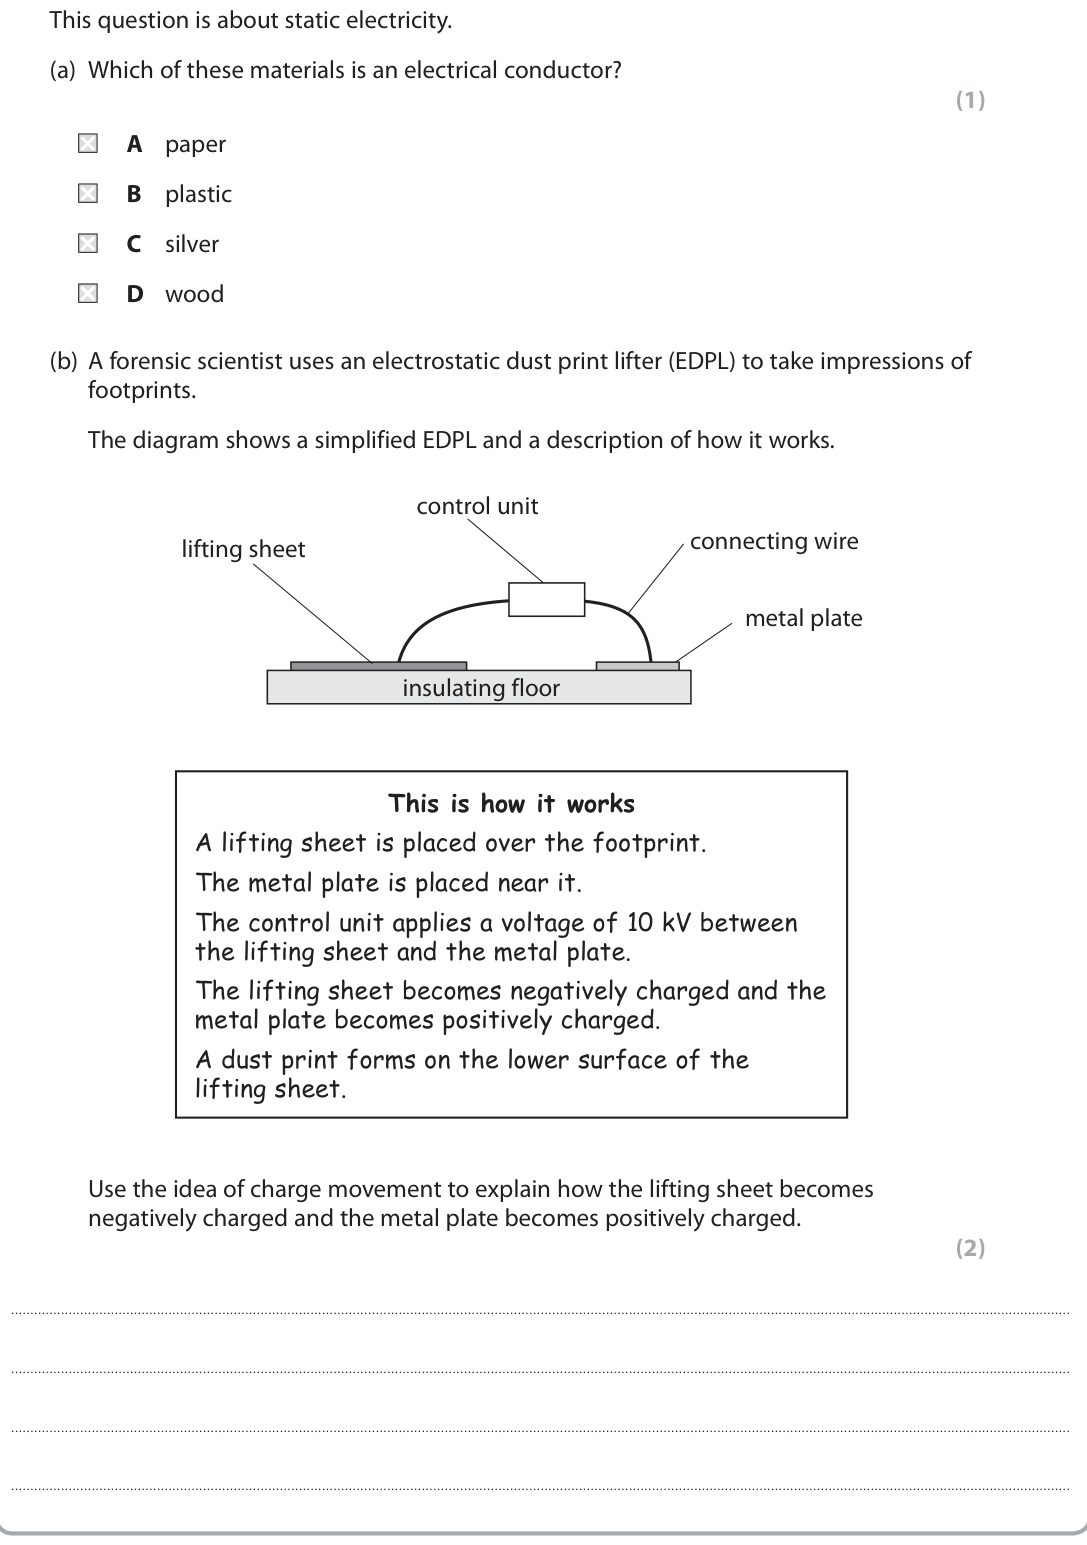 This question is about static electricity.
(a) Which of these materials is an electrical conductor?
(1)
A paper
B plastic
C silver
D wood
(b) A forensic scientist uses an electrostatic dust print lifter (EDPL) to take impressions of
footprints.
The diagram shows a simplified EDPL and a description of how it works.
control unit
lifting sheet
connecting wire
metal plate
insulating floor
This is how it works
A lifting sheet is placed over the footprint.
The metal plate is placed near it.
The control unit applies a voltage of 10 kV between
the lifting sheet and the metal plate.
The lifting sheet becomes negatively charged and the
metal plate becomes positively charged.
A dust print forms on the lower surface of the
lifting sheet.
Use the idea of charge movement to explain how the lifting sheet becomes
negatively charged and the metal plate becomes positively charged.
(2)